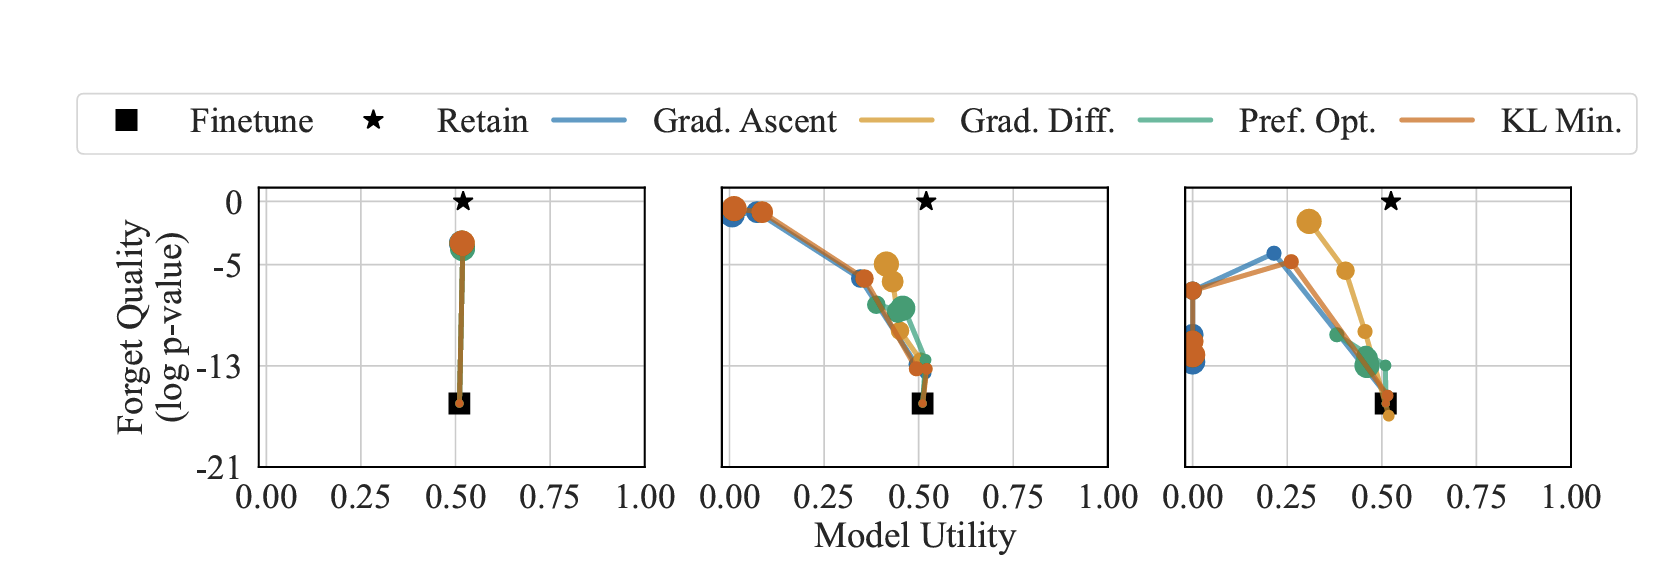 Finetune Retain Grad. Ascent Grad. Diff. Pref. Opt. KL Min.
Forget Quality
(log p-value)
0
-5
-13
-21
0.00 0.25 0.50 0.75 1.00 0.00 0.25 0.50 0.75 1.00 0.00 0.25 0.50 0.75 1.00
Model Utility